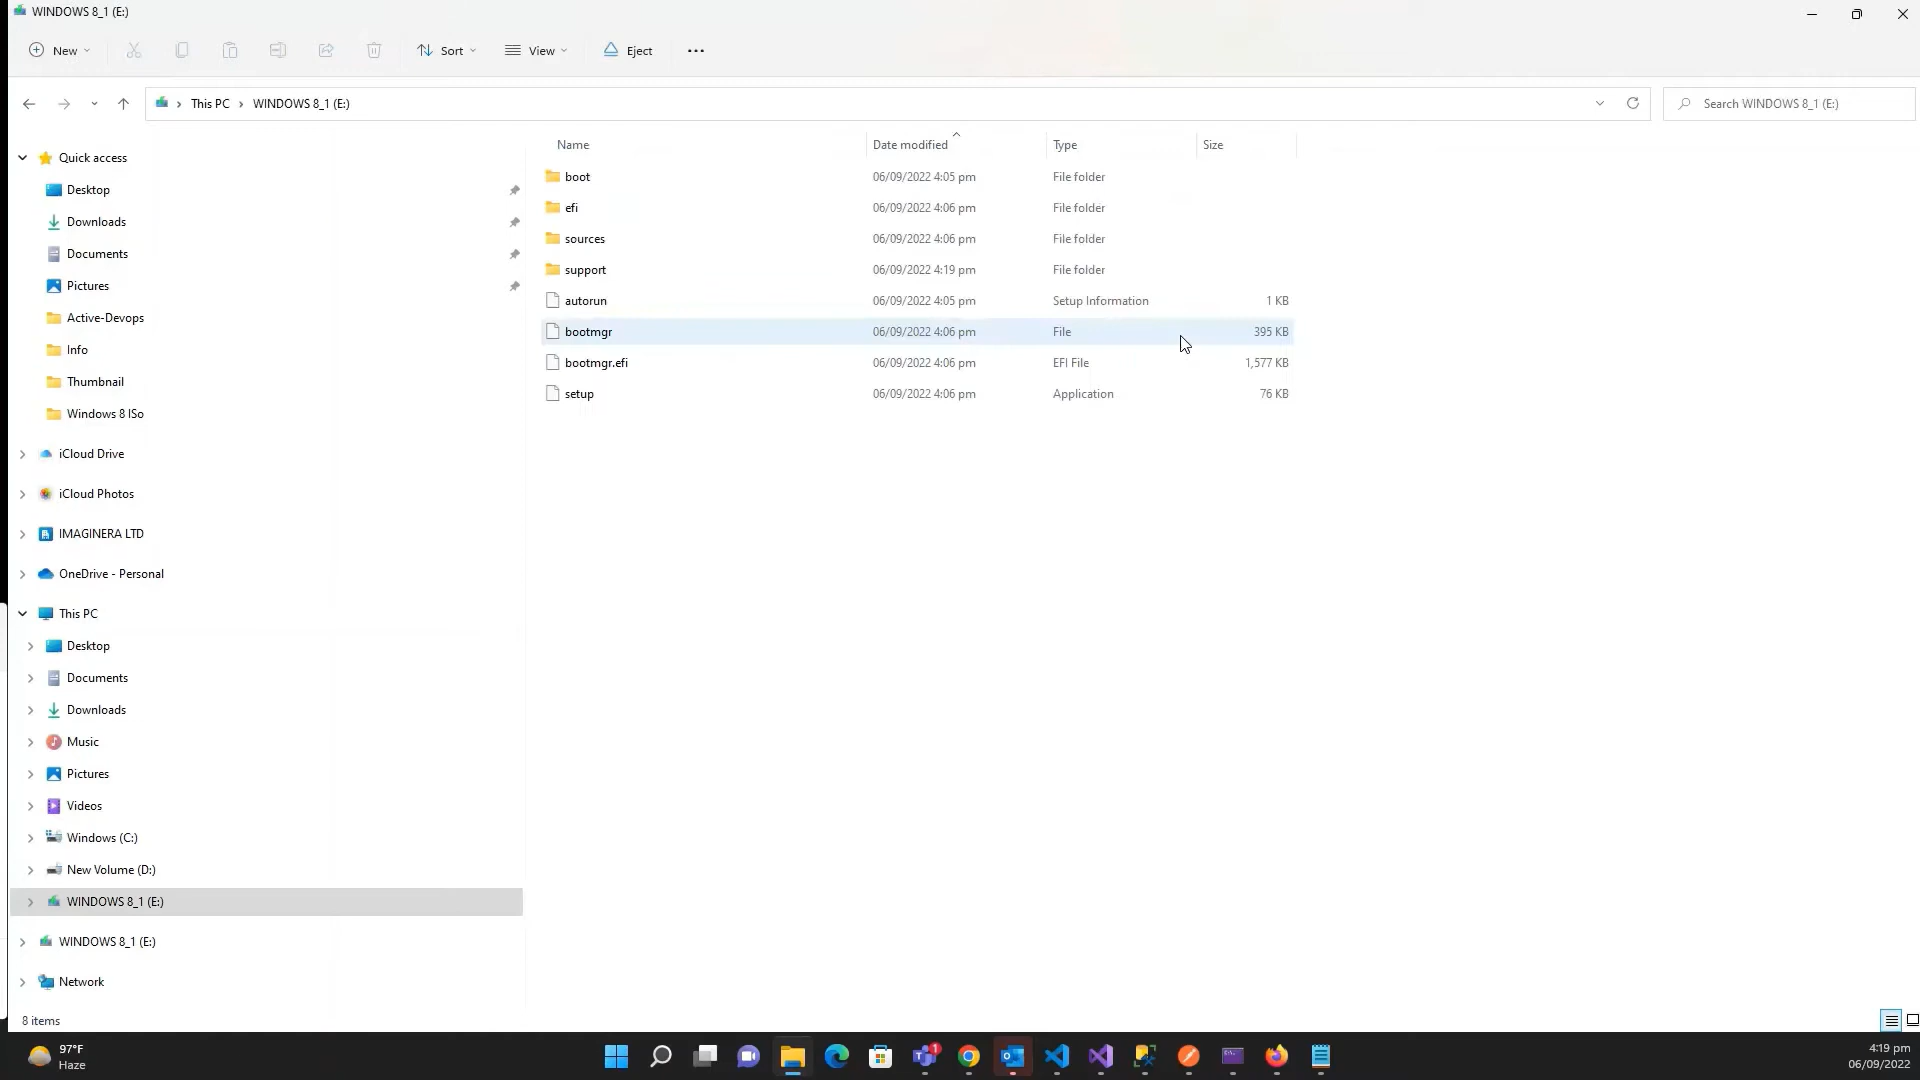 WINDOWS 8_1 (E:)
New Sort View Eject
This PC WINDOWS 8_1 (E:) Search WINDOWS 8_1 (E:)
Name Date modified Type Size
boot 06/09/2022 4:05 pm File folder
efi 06/09/2022 4:06 pm File folder
sources 06/09/2022 4:06 pm File folder
support 06/09/2022 4:19 pm File folder
autorun 06/09/2022 4:05 pm Setup Information 1 KB
bootmgr 06/09/2022 4:06 pm File 395 KB
bootmgr.efi 06/09/2022 4:06 pm EFI File 1,577 KB
setup 06/09/2022 4:06 pm Application 76 KB
Quick access
Desktop
Downloads
Documents
Pictures
Active-Devops
Info
Thumbnail
Windows 8 ISo
iCloud Drive
iCloud Photos
IMAGINERA LTD
OneDrive - Personal
This PC
Desktop
Documents
Downloads
Music
Pictures
Videos
Windows (C:)
New Volume (D:)
WINDOWS 8_1 (E:)
WINDOWS 8_1 (E:)
Network
8 items
97°F
Haze
1
4:19 pm
06/09/2022